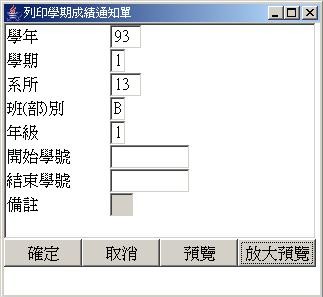 列印學期成績通知單
學年 93
學期 1
系所 13
班(部)別 B
年級 1
開始學號
結束學號
備註
確定 取消 預覽 放大預覽